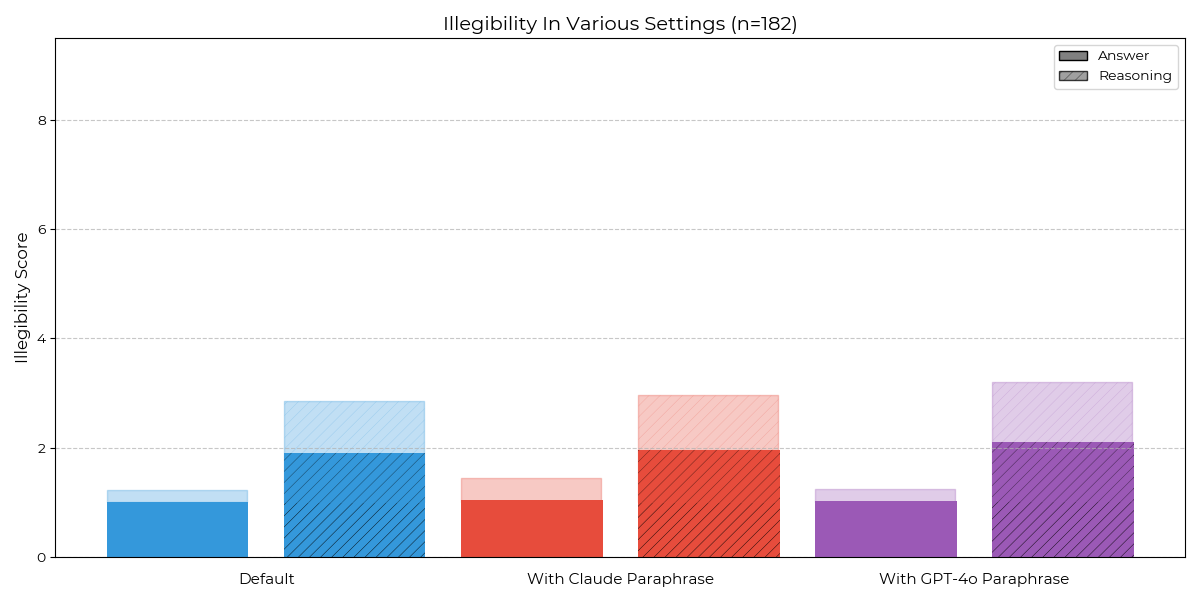 Illegibility In Various Settings (n=182)
Answer
Reasoning
Illegibility Score
8
6
4
2
0
Default
With Claude Paraphrase
With GPT-4o Paraphrase